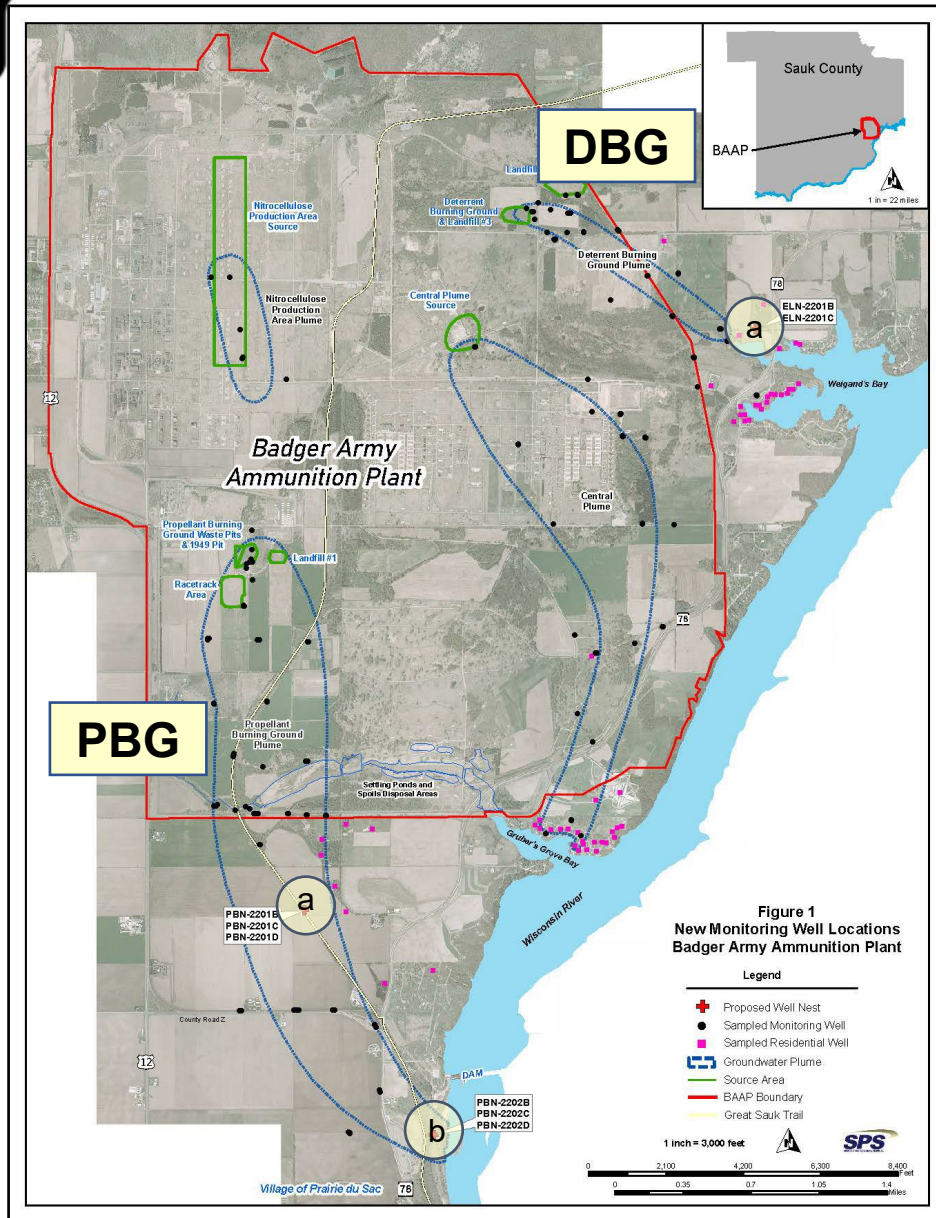 Sauk County
BAAP
N
1 in = 22 miles
DBG
Landfill
Deterrent
Burning Ground
& Landfill #3
Deterrent Burning
Ground Plume
78
ELN-2201B
ELN-2201C
a
Weigand's Bay
Nitrocellulose
Production Area
Source
Nitrocellulose
Production
Area Plume
Central Plume
Source
12
Badger Army
Ammunition Plant
Central
Plume
Propellant Burning
Ground Waste Pits
& 1949 Pit
Landfill #1
Racetrack
Area
78
PBG
Propellant
Burning Ground
Plume
Settling Ponds and
Spoils Disposal Areas
Gruber's Grove Bay
Wisconsin River
a
PBN-2201B
PBN-2201C
PBN-2201D
County Road Z
12
DAM
PBN-2202B
PBN-2202C
PBN-2202D
b
Village of Prairie du Sac
78
Figure 1
New Monitoring Well Locations
Badger Army Ammunition Plant
Legend
Proposed Well Nest
Sampled Monitoring Well
Sampled Residential Well
Groundwater Plume
Source Area
BAAP Boundary
Great Sauk Trail
1 inch = 3,000 feet
N
SPS
0 2,100 4,200 6,300 8,400
Feet
0 0.35 0.7 1.05 1.4
Miles